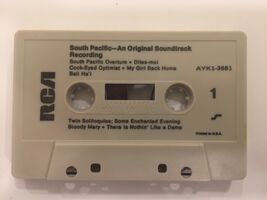 South Pacific—An Original Soundtrack
Recording
South Pacific Overture • Dites-moi
Cock-Eyed Optimist • My Girl Back Home
Bali Ha'i
AYK1-3681
RCA
1
Twin Soliloquies; Some Enchanted Evening
Bloody Mary • There Is Nothin' Like a Dame
Printed in U.S.A.